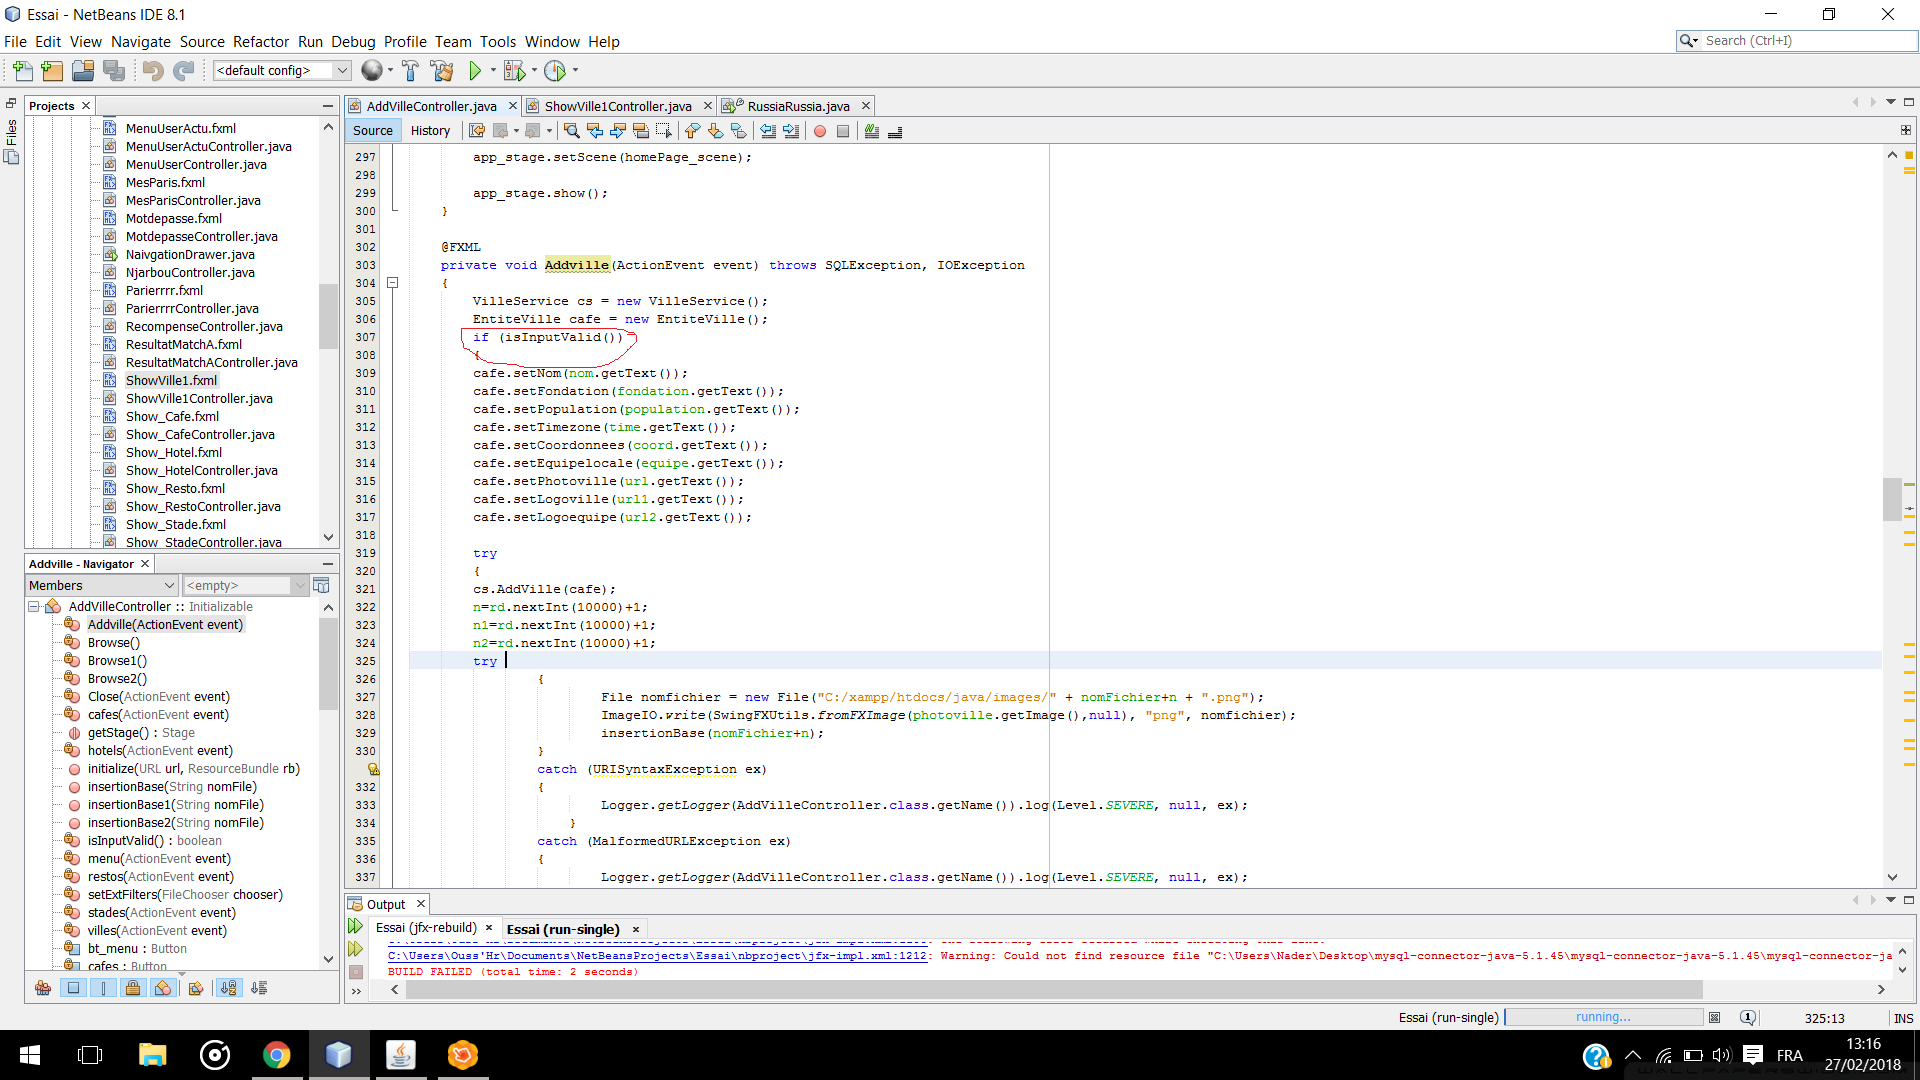 Essai - NetBeans IDE 8.1
File Edit View Navigate Source Refactor Run Debug Profile Team Tools Window Help
Search (Ctrl+I)
<default config>
Projects
Files
MenuUserActu.fxml
MenuUserActuController.java
MenuUserController.java
MesParis.fxml
MesParisController.java
Motdepasse.fxml
MotdepasseController.java
NaivgationDrawer.java
NjarbouController.java
Parierrrr.fxml
ParierrrrController.java
RecompenseController.java
ResultatMatchA.fxml
ResultatMatchAController.java
ShowVille1.fxml
ShowVille1Controller.java
Show_Cafe.fxml
Show_CafeController.java
Show_Hotel.fxml
Show_HotelController.java
Show_Resto.fxml
Show_RestoController.java
Show_Stade.fxml
Show_StadeController.java
Addville - Navigator
Members <empty>
AddVilleController :: Initializable
Addville(ActionEvent event)
Browse()
Browse1()
Browse2()
Close(ActionEvent event)
cafes(ActionEvent event)
getStage() : Stage
hotels(ActionEvent event)
initialize(URL url, ResourceBundle rb)
insertionBase(String nomFile)
insertionBase1(String nomFile)
insertionBase2(String nomFile)
isInputValid() : boolean
menu(ActionEvent event)
restos(ActionEvent event)
setExtFilters(FileChooser chooser)
stades(ActionEvent event)
villes(ActionEvent event)
bt_menu : Button
cafes : Button
AddVilleController.java ShowVille1Controller.java RussiaRussia.java
Source History
297 app_stage.setScene(homePage_scene);
298
299 app_stage.show();
300 }
301
302 @FXML
303 private void Addville(ActionEvent event) throws SQLException, IOException
304 {
305 VilleService cs = new VilleService();
306 EntiteVille cafe = new EntiteVille();
307 if (isInputValid())
308 {
309 cafe.setNom(nom.getText());
310 cafe.setFondation(fondation.getText());
311 cafe.setPopulation(population.getText());
312 cafe.setTimezone(time.getText());
313 cafe.setCoordonnees(coord.getText());
314 cafe.setEquipelocale(equipe.getText());
315 cafe.setPhotoville(url.getText());
316 cafe.setLogoville(url1.getText());
317 cafe.setLogoequipe(url2.getText());
318
319 try
320 {
321 cs.AddVille(cafe);
322 n=rd.nextInt(10000)+1;
323 n1=rd.nextInt(10000)+1;
324 n2=rd.nextInt(10000)+1;
325 try
326 {
327 File nomfichier = new File("C:/xampp/htdocs/java/images/" + nomFichier+n + ".png");
328 ImageIO.write(SwingFXUtils.fromFXImage(photoville.getImage(),null), "png", nomfichier);
329 insertionBase(nomFichier+n);
330 }
catch (URISyntaxException ex)
332 {
333 Logger.getLogger(AddVilleController.class.getName()).log(Level.SEVERE, null, ex);
334 }
335 catch (MalformedURLException ex)
336 {
337 Logger.getLogger(AddVilleController.class.getName()).log(Level.SEVERE, null, ex);
Output
Essai (jfx-rebuild) Essai (run-single)
C:\Users\Ouss'Hr\Documents\NetBeansProjects\Essai\nbproject\jfx-impl.xml:1212: Warning: Could not find resource file "C:\Users\Nader\Desktop\mysql-connector-java-5.1.45\mysql-connector-java-5.1.45\mysql-connector-ja
BUILD FAILED (total time: 2 seconds)
Essai (run-single) running... 325:13 INS
FRA
13:16
27/02/2018